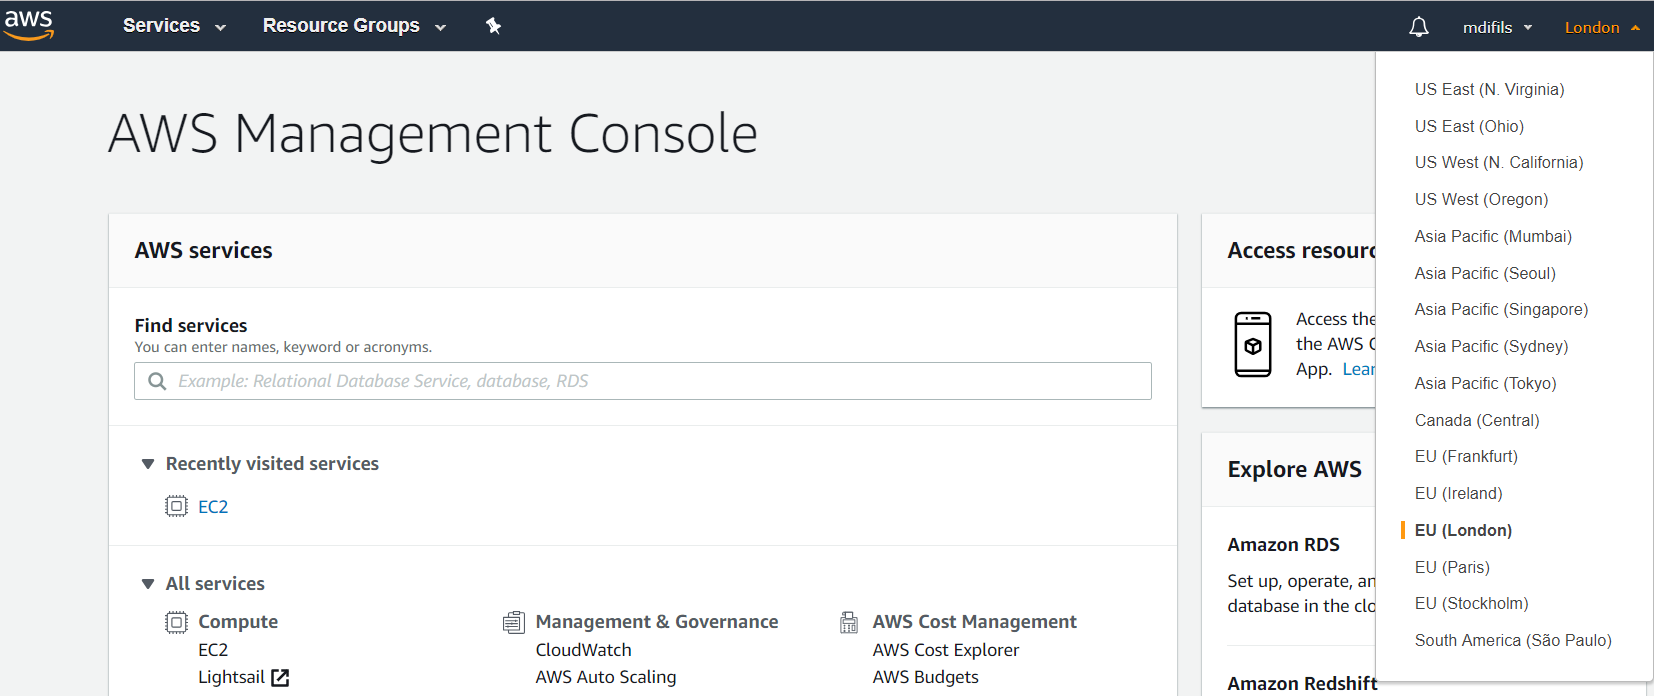 aws
Services
Resource Groups
mdifils
London
AWS Management Console
AWS services
Find services
You can enter names, keyword or acronyms.
Example: Relational Database Service, database, RDS
Recently visited services
EC2
All services
Compute
EC2
Lightsail
Management & Governance
CloudWatch
AWS Auto Scaling
AWS Cost Management
AWS Cost Explorer
AWS Budgets
Access resourc
Access the
the AWS C
App. Lear
Explore AWS
Amazon RDS
Set up, operate, an
database in the clo
Amazon Redshift
US East (N. Virginia)
US East (Ohio)
US West (N. California)
US West (Oregon)
Asia Pacific (Mumbai)
Asia Pacific (Seoul)
Asia Pacific (Singapore)
Asia Pacific (Sydney)
Asia Pacific (Tokyo)
Canada (Central)
EU (Frankfurt)
EU (Ireland)
EU (London)
EU (Paris)
EU (Stockholm)
South America (São Paulo)